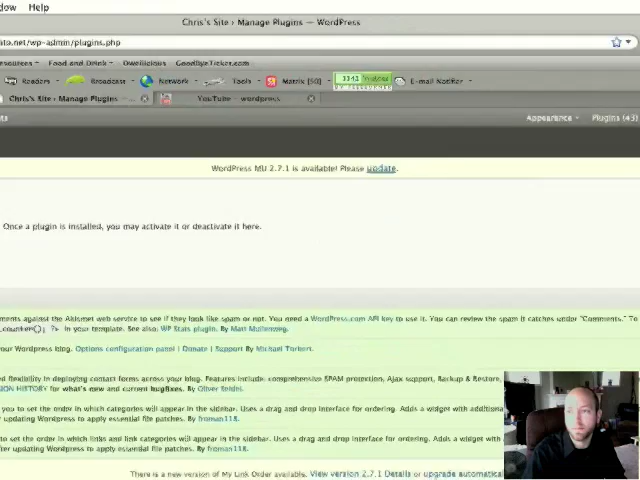 dow Help
Chris's Site › Manage Plugins — WordPress
ato.net/wp-admin/plugins.php
esources Food and Drink Owellicious GoodbyeTicker.com
Readers Broadcast Network Tools Matrix [50] E-mail Notifier
Chris's Site › Manage Plugins — ... YouTube - wordpress
ts Appearance Plugins (43)
WordPress MU 2.7.1 is available! Please update.
Once a plugin is installed, you may activate it or deactivate it here.
ments against the Akismet web service to see if they look like spam or not. You need a WordPress.com API key to use it. You can review the spam it catches under "Comments." To
counter(); ?> in your template. See also: WP Stats plugin. By Matt Mullenweg.
your Wordpress blog. Options configuration panel | Donate | Support By Michael Torbert.
d flexibility in deploying contact forms across your blog. Features include: comprehensive SPAM protection, Ajax support, Backup & Restore,
ION HISTORY for what's new and current bugfixes. By Oliver Seidel.
you to set the order in which categories will appear in the sidebar. Uses a drag and drop interface for ordering. Adds a widget with additiona
r updating Wordpress to apply essential file patches. By froman118.
to set the order in which links and link categories will appear in the sidebar. Uses a drag and drop interface for ordering. Adds a widget with
r updating Wordpress to apply essential file patches. By froman118.
There is a new version of My Link Order available. View version 2.7.1 Details or upgrade automatica